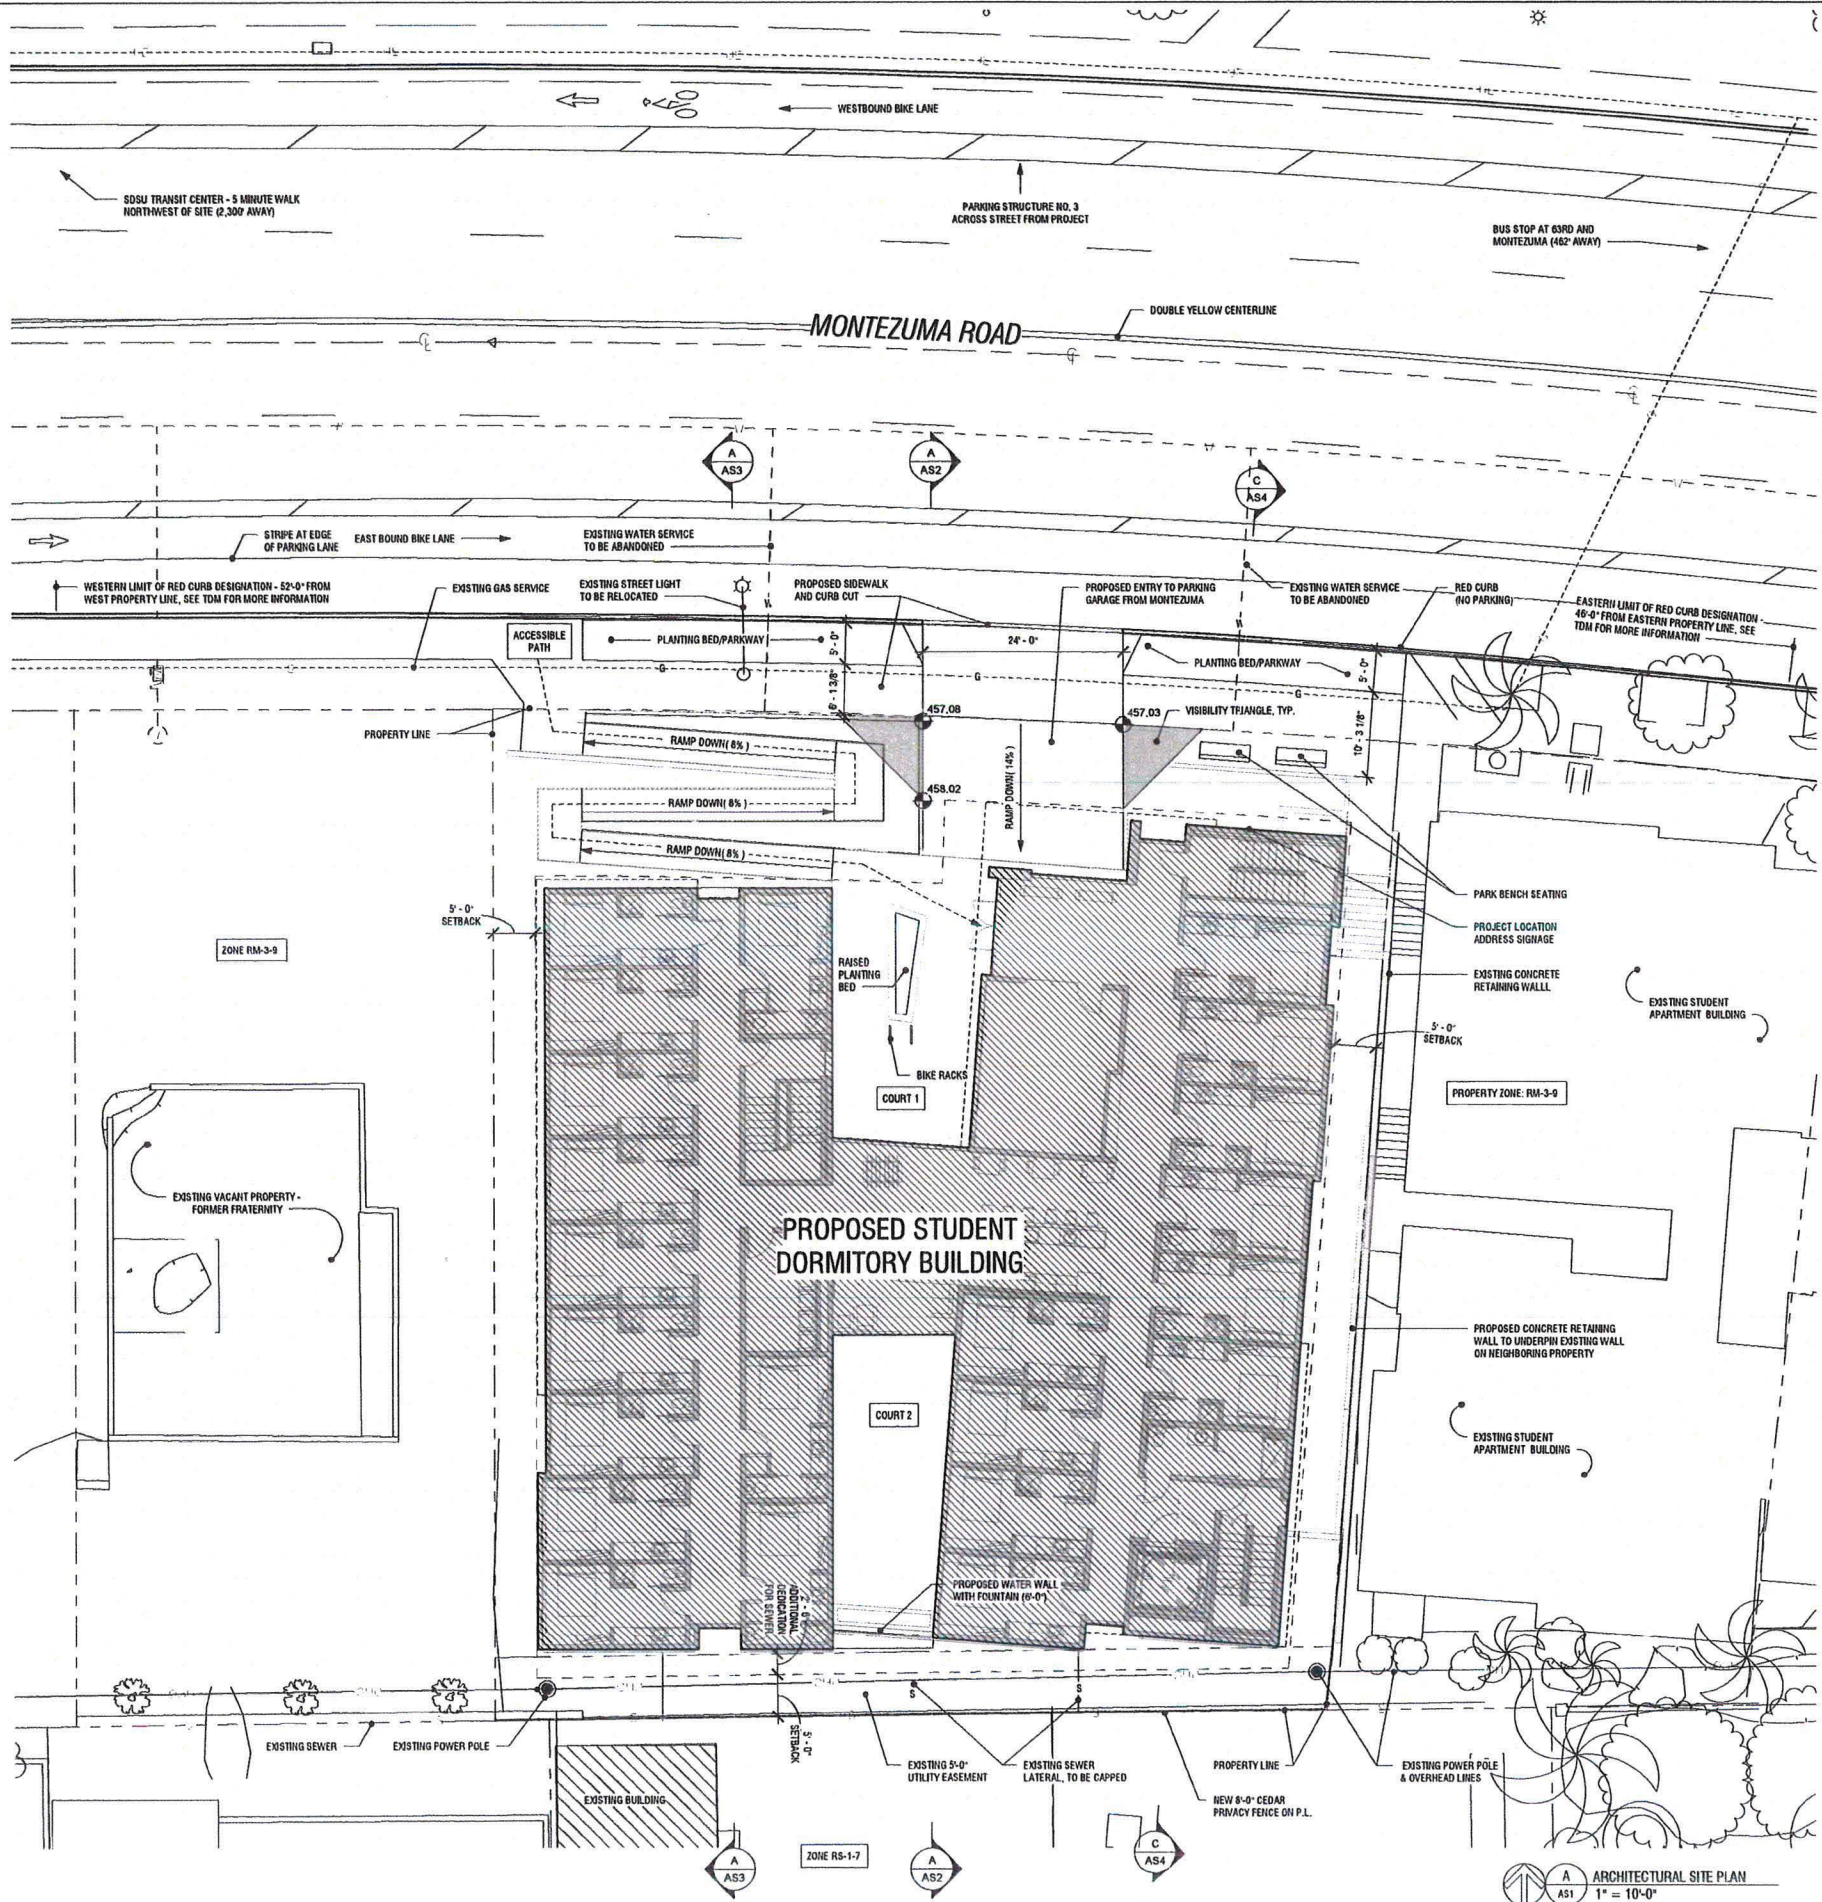 WESTBOUND BIKE LANE
SDSU TRANSIT CENTER - 5 MINUTE WALK
NORTHWEST OF SITE (2,300' AWAY)
PARKING STRUCTURE NO. 3
ACROSS STREET FROM PROJECT
BUS STOP AT 63RD AND
MONTEZUMA (462' AWAY)
DOUBLE YELLOW CENTERLINE
MONTEZUMA ROAD
A
AS3
A
AS2
C
AS4
STRIPE AT EDGE
OF PARKING LANE
EAST BOUND BIKE LANE
EXISTING WATER SERVICE
TO BE ABANDONED
WESTERN LIMIT OF RED CURB DESIGNATION - 52'-0" FROM
WEST PROPERTY LINE, SEE TDM FOR MORE INFORMATION
EXISTING GAS SERVICE
EXISTING STREET LIGHT
TO BE RELOCATED
PROPOSED SIDEWALK
AND CURB CUT
PROPOSED ENTRY TO PARKING
GARAGE FROM MONTEZUMA
EXISTING WATER SERVICE
TO BE ABANDONED
RED CURB
(NO PARKING)
EASTERN LIMIT OF RED CURB DESIGNATION -
46'-0" FROM EASTERN PROPERTY LINE, SEE
TDM FOR MORE INFORMATION
ACCESSIBLE
PATH
PLANTING BED/PARKWAY
5' - 0"
24' - 0"
PLANTING BED/PARKWAY
5' - 0"
G
G
G
6' - 1 3/8"
10' - 3 1/8"
457.08
457.03
VISIBILITY TRIANGLE, TYP.
PROPERTY LINE
RAMP DOWN( 8% )
RAMP DOWN( 14% )
458.02
RAMP DOWN( 8% )
RAMP DOWN( 8% )
5' - 0"
SETBACK
PARK BENCH SEATING
PROJECT LOCATION
ADDRESS SIGNAGE
ZONE RM-3-9
RAISED
PLANTING
BED
EXISTING CONCRETE
RETAINING WALLL
EXISTING STUDENT
APARTMENT BUILDING
5' - 0"
SETBACK
BIKE RACKS
COURT 1
PROPERTY ZONE: RM-3-9
EXISTING VACANT PROPERTY -
FORMER FRATERNITY
PROPOSED STUDENT
DORMITORY BUILDING
PROPOSED CONCRETE RETAINING
WALL TO UNDERPIN EXISTING WALL
ON NEIGHBORING PROPERTY
COURT 2
EXISTING STUDENT
APARTMENT BUILDING
ADDITIONAL
DEDICATION
FOR SEWER
PROPOSED WATER WALL
WITH FOUNTAIN (6'-0")
S
S
EXISTING SEWER
EXISTING POWER POLE
5' - 0"
SETBACK
EXISTING 5'-0"
UTILITY EASEMENT
EXISTING SEWER
LATERAL, TO BE CAPPED
PROPERTY LINE
EXISTING POWER POLE
& OVERHEAD LINES
NEW 8'-0" CEDAR
PRIVACY FENCE ON P.L.
EXISTING BUILDING
A
AS3
ZONE RS-1-7
A
AS2
C
AS4
A
AS1
ARCHITECTURAL SITE PLAN
1" = 10'-0"